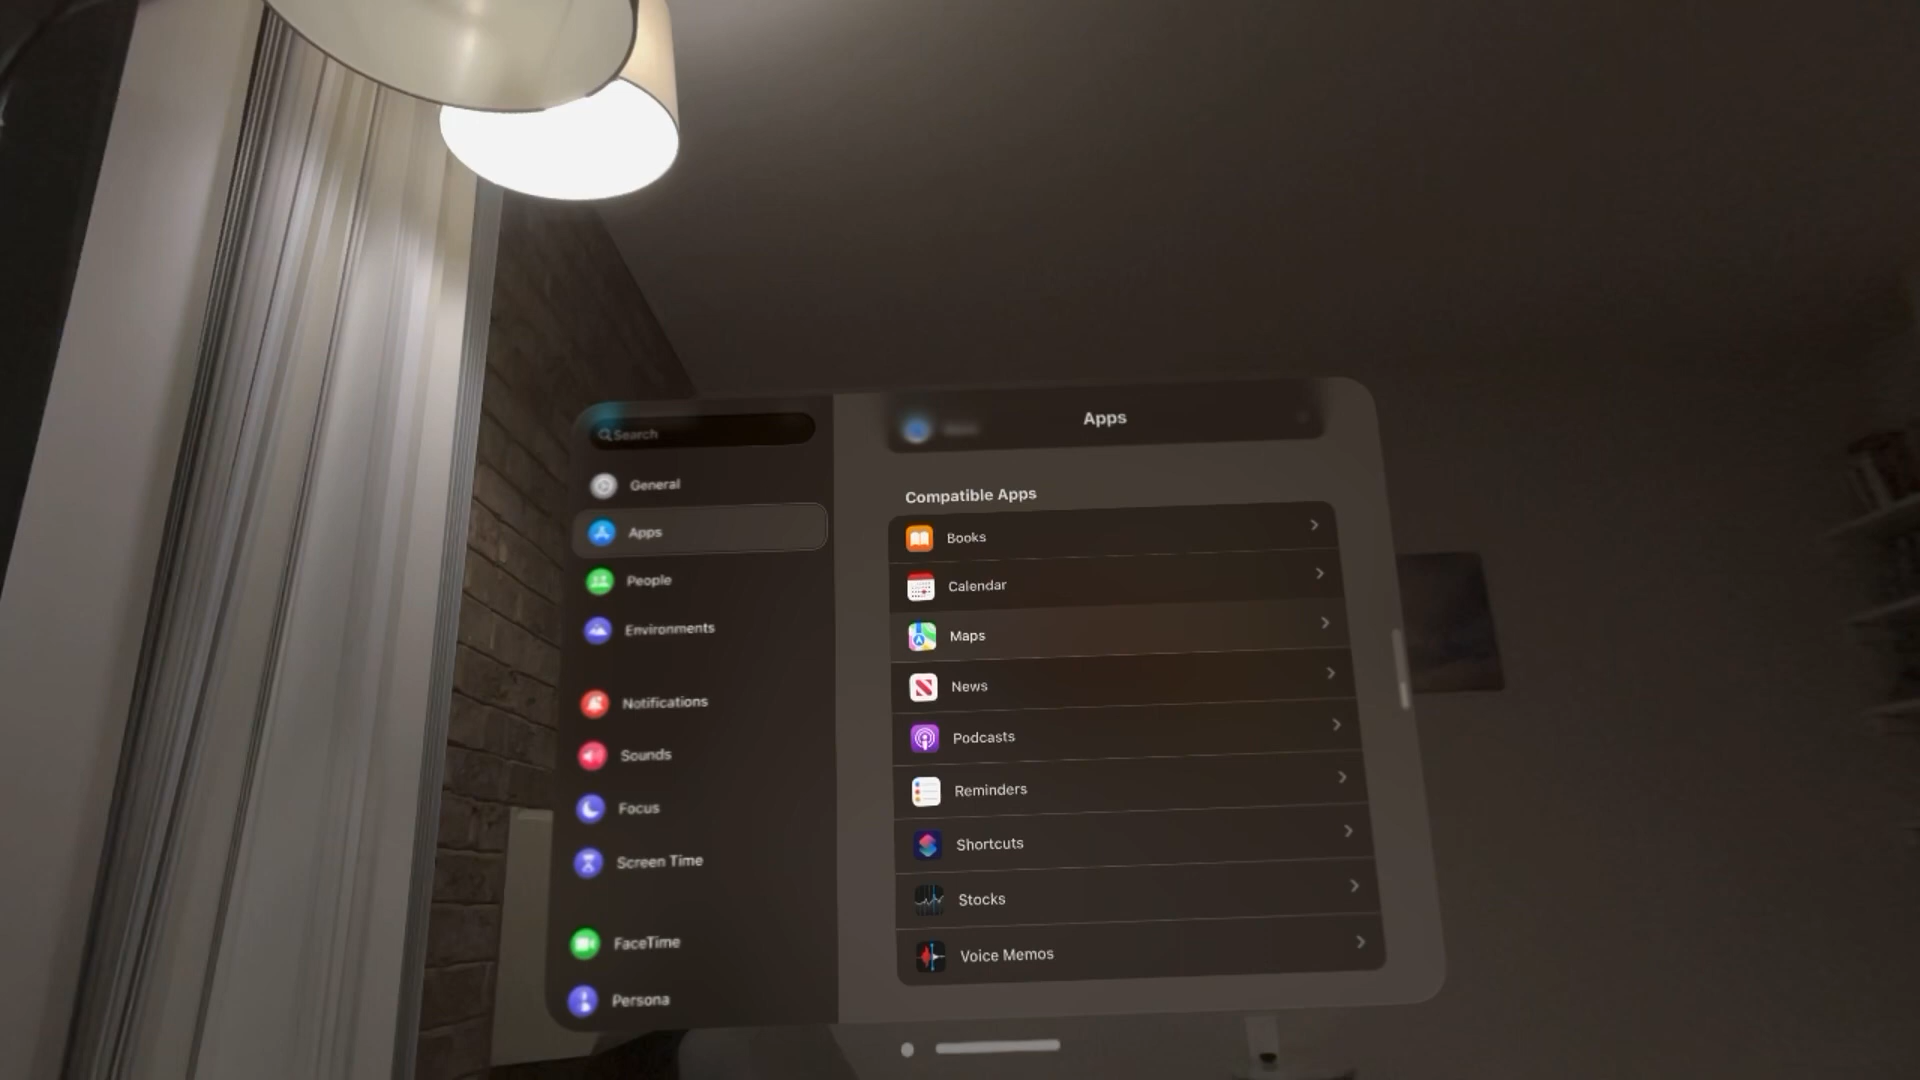 Search
General
Apps
People
Environments
Notifications
Sounds
Focus
Screen Time
FaceTime
Persona
Apps
Compatible Apps
Books
Calendar
Maps
News
Podcasts
Reminders
Shortcuts
Stocks
Voice Memos